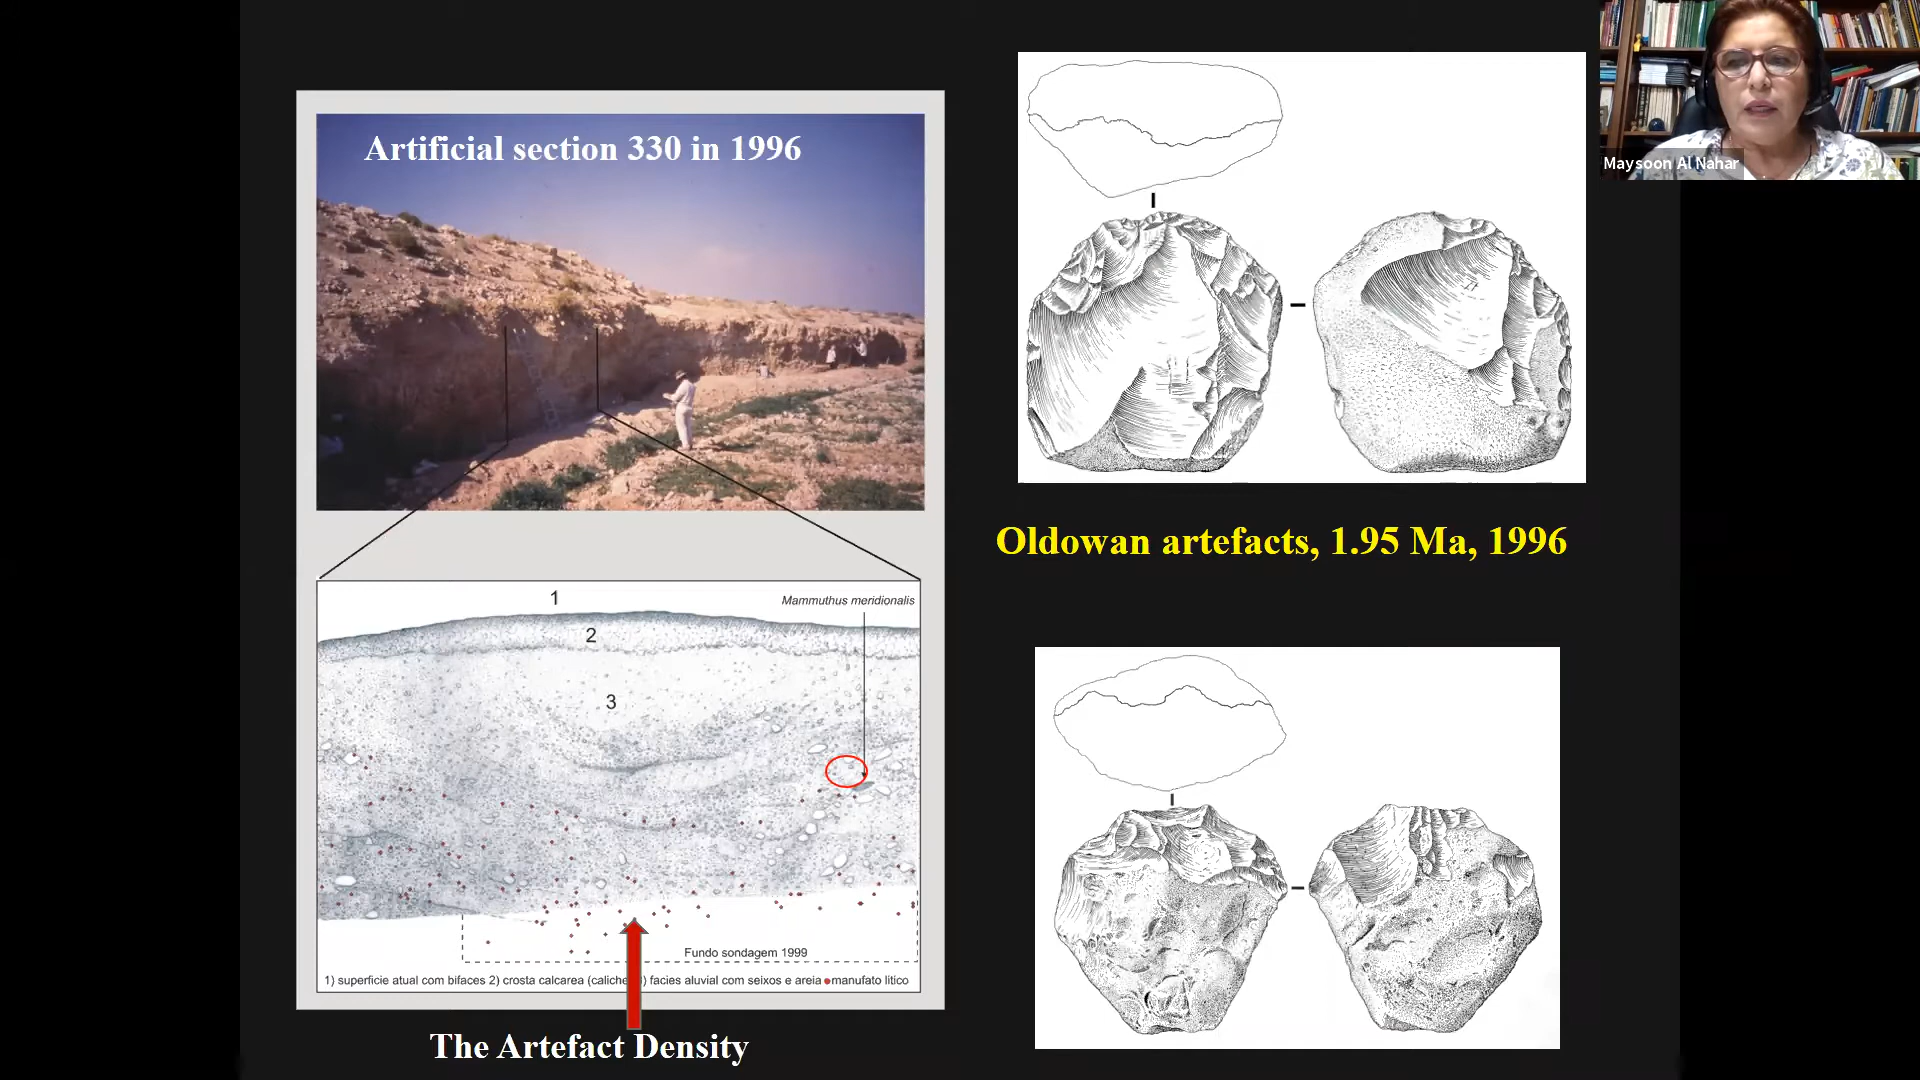 Artificial section 330 in 1996
Maysoon Al Nahar
Oldowan artefacts, 1.95 Ma, 1996
1
Mammuthus meridionalis
2
3
Fundo sondagem 1999
1) superficie atual com bifaces 2) crosta calcarea (caliche 3) facies aluvial com seixos e areia manufato lítico
The Artefact Density